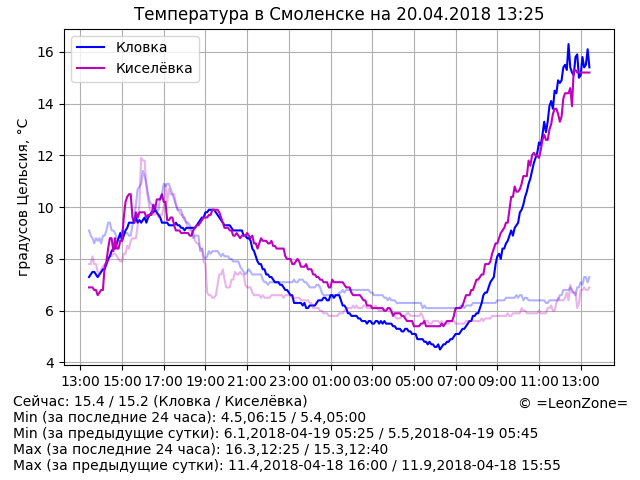 Температура в Смоленске на 20.04.2018 13:25
Кловка
Киселёвка
градусов Цельсия, °C
16
14
12
10
8
6
4
13:00 15:00 17:00 19:00 21:00 23:00 01:00 03:00 05:00 07:00 09:00 11:00 13:00
Сейчас: 15.4 / 15.2 (Кловка / Киселёвка)
© =LeonZone=
Min (за последние 24 часа): 4.5,06:15 / 5.4,05:00
Min (за предыдущие сутки): 6.1,2018-04-19 05:25 / 5.5,2018-04-19 05:45
Max (за последние 24 часа): 16.3,12:25 / 15.3,12:40
Max (за предыдущие сутки): 11.4,2018-04-18 16:00 / 11.9,2018-04-18 15:55